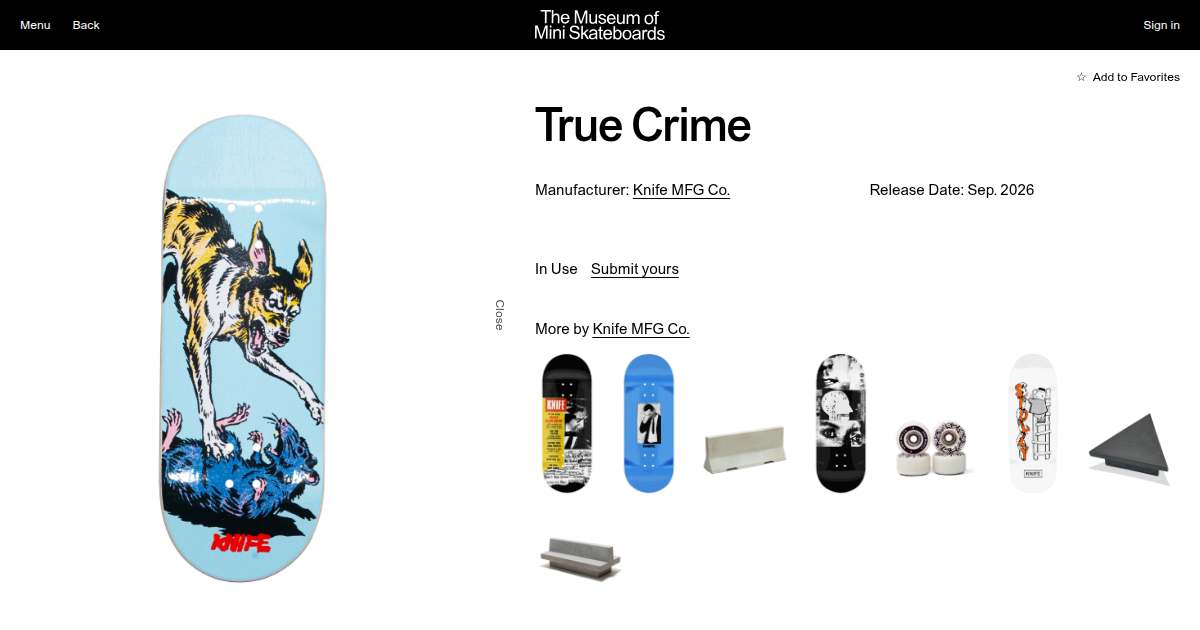 Menu
Back
The Museum of
Mini Skateboards
Sign in
☆ Add to Favorites
True Crime
Manufacturer: Knife MFG Co.
Release Date: Sep. 2026
In Use Submit yours
Close
More by Knife MFG Co.
KNIFE
KNIFE
KNIFE